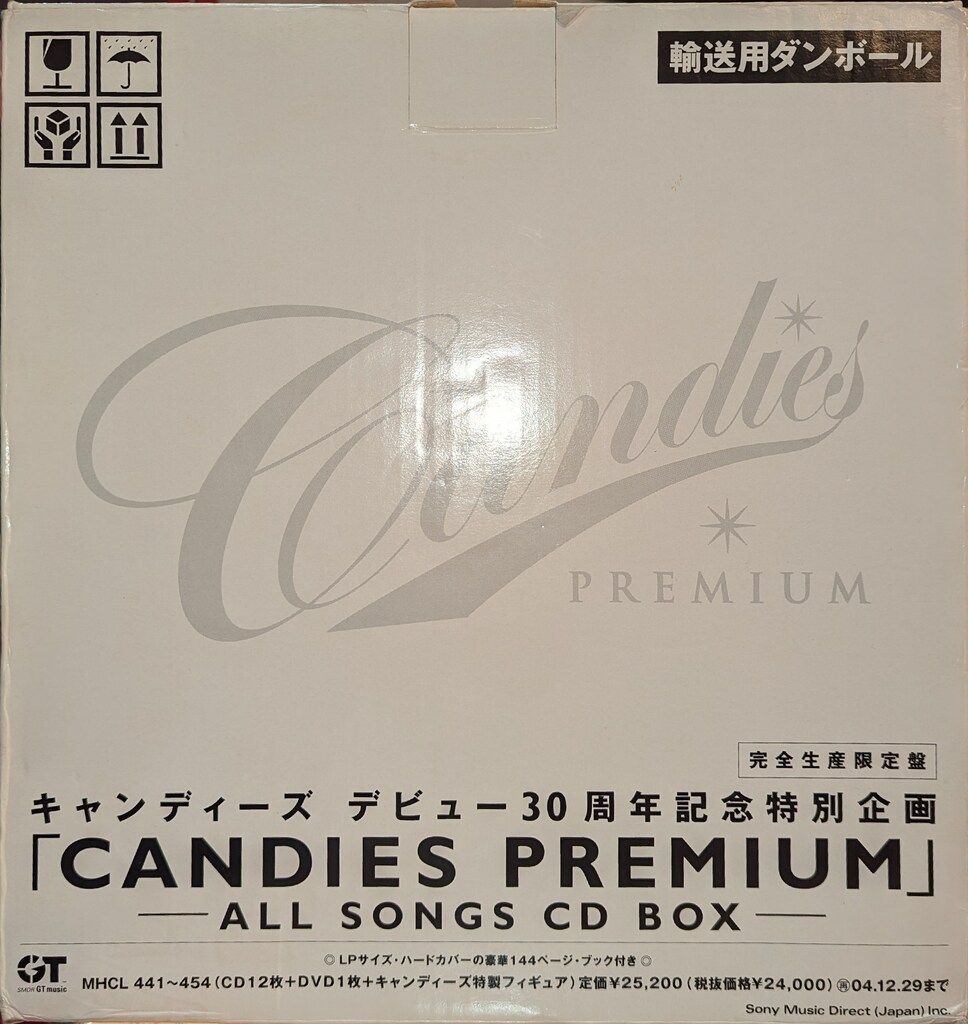 輸送用ダンボール
Candies
PREMIUM
完全生産限定盤
キャンディーズ デビュー30周年記念特別企画
「CANDIES PREMIUM」
ALL SONGS CD BOX
◎LPサイズ・ハードカバーの豪華144ページ・ブック付き◎
GT
SMDR GT music
MHCL 441~454(CD12枚+DVD1枚+キャンディーズ特製フィギュア)定価¥25,200(税抜価格¥24,000)㊢04.12.29まで
Sony Music Direct (Japan) Inc.